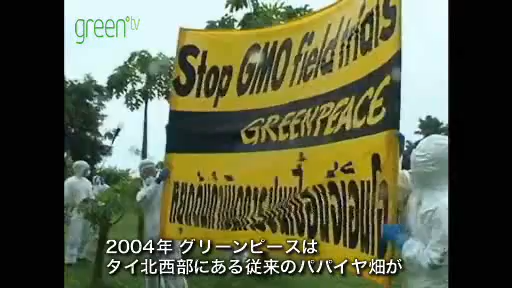 green.tv
Stop GMO field trials
GREENPEACE
2004年 グリーンピースは
タイ北西部にある従来のパパイヤ畑が